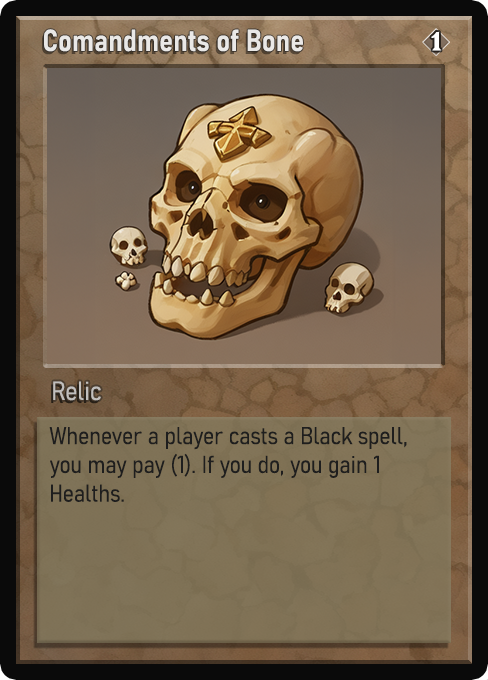 Comandments of Bone
1
Relic
Whenever a player casts a Black spell,
you may pay (1). If you do, you gain 1
Healths.